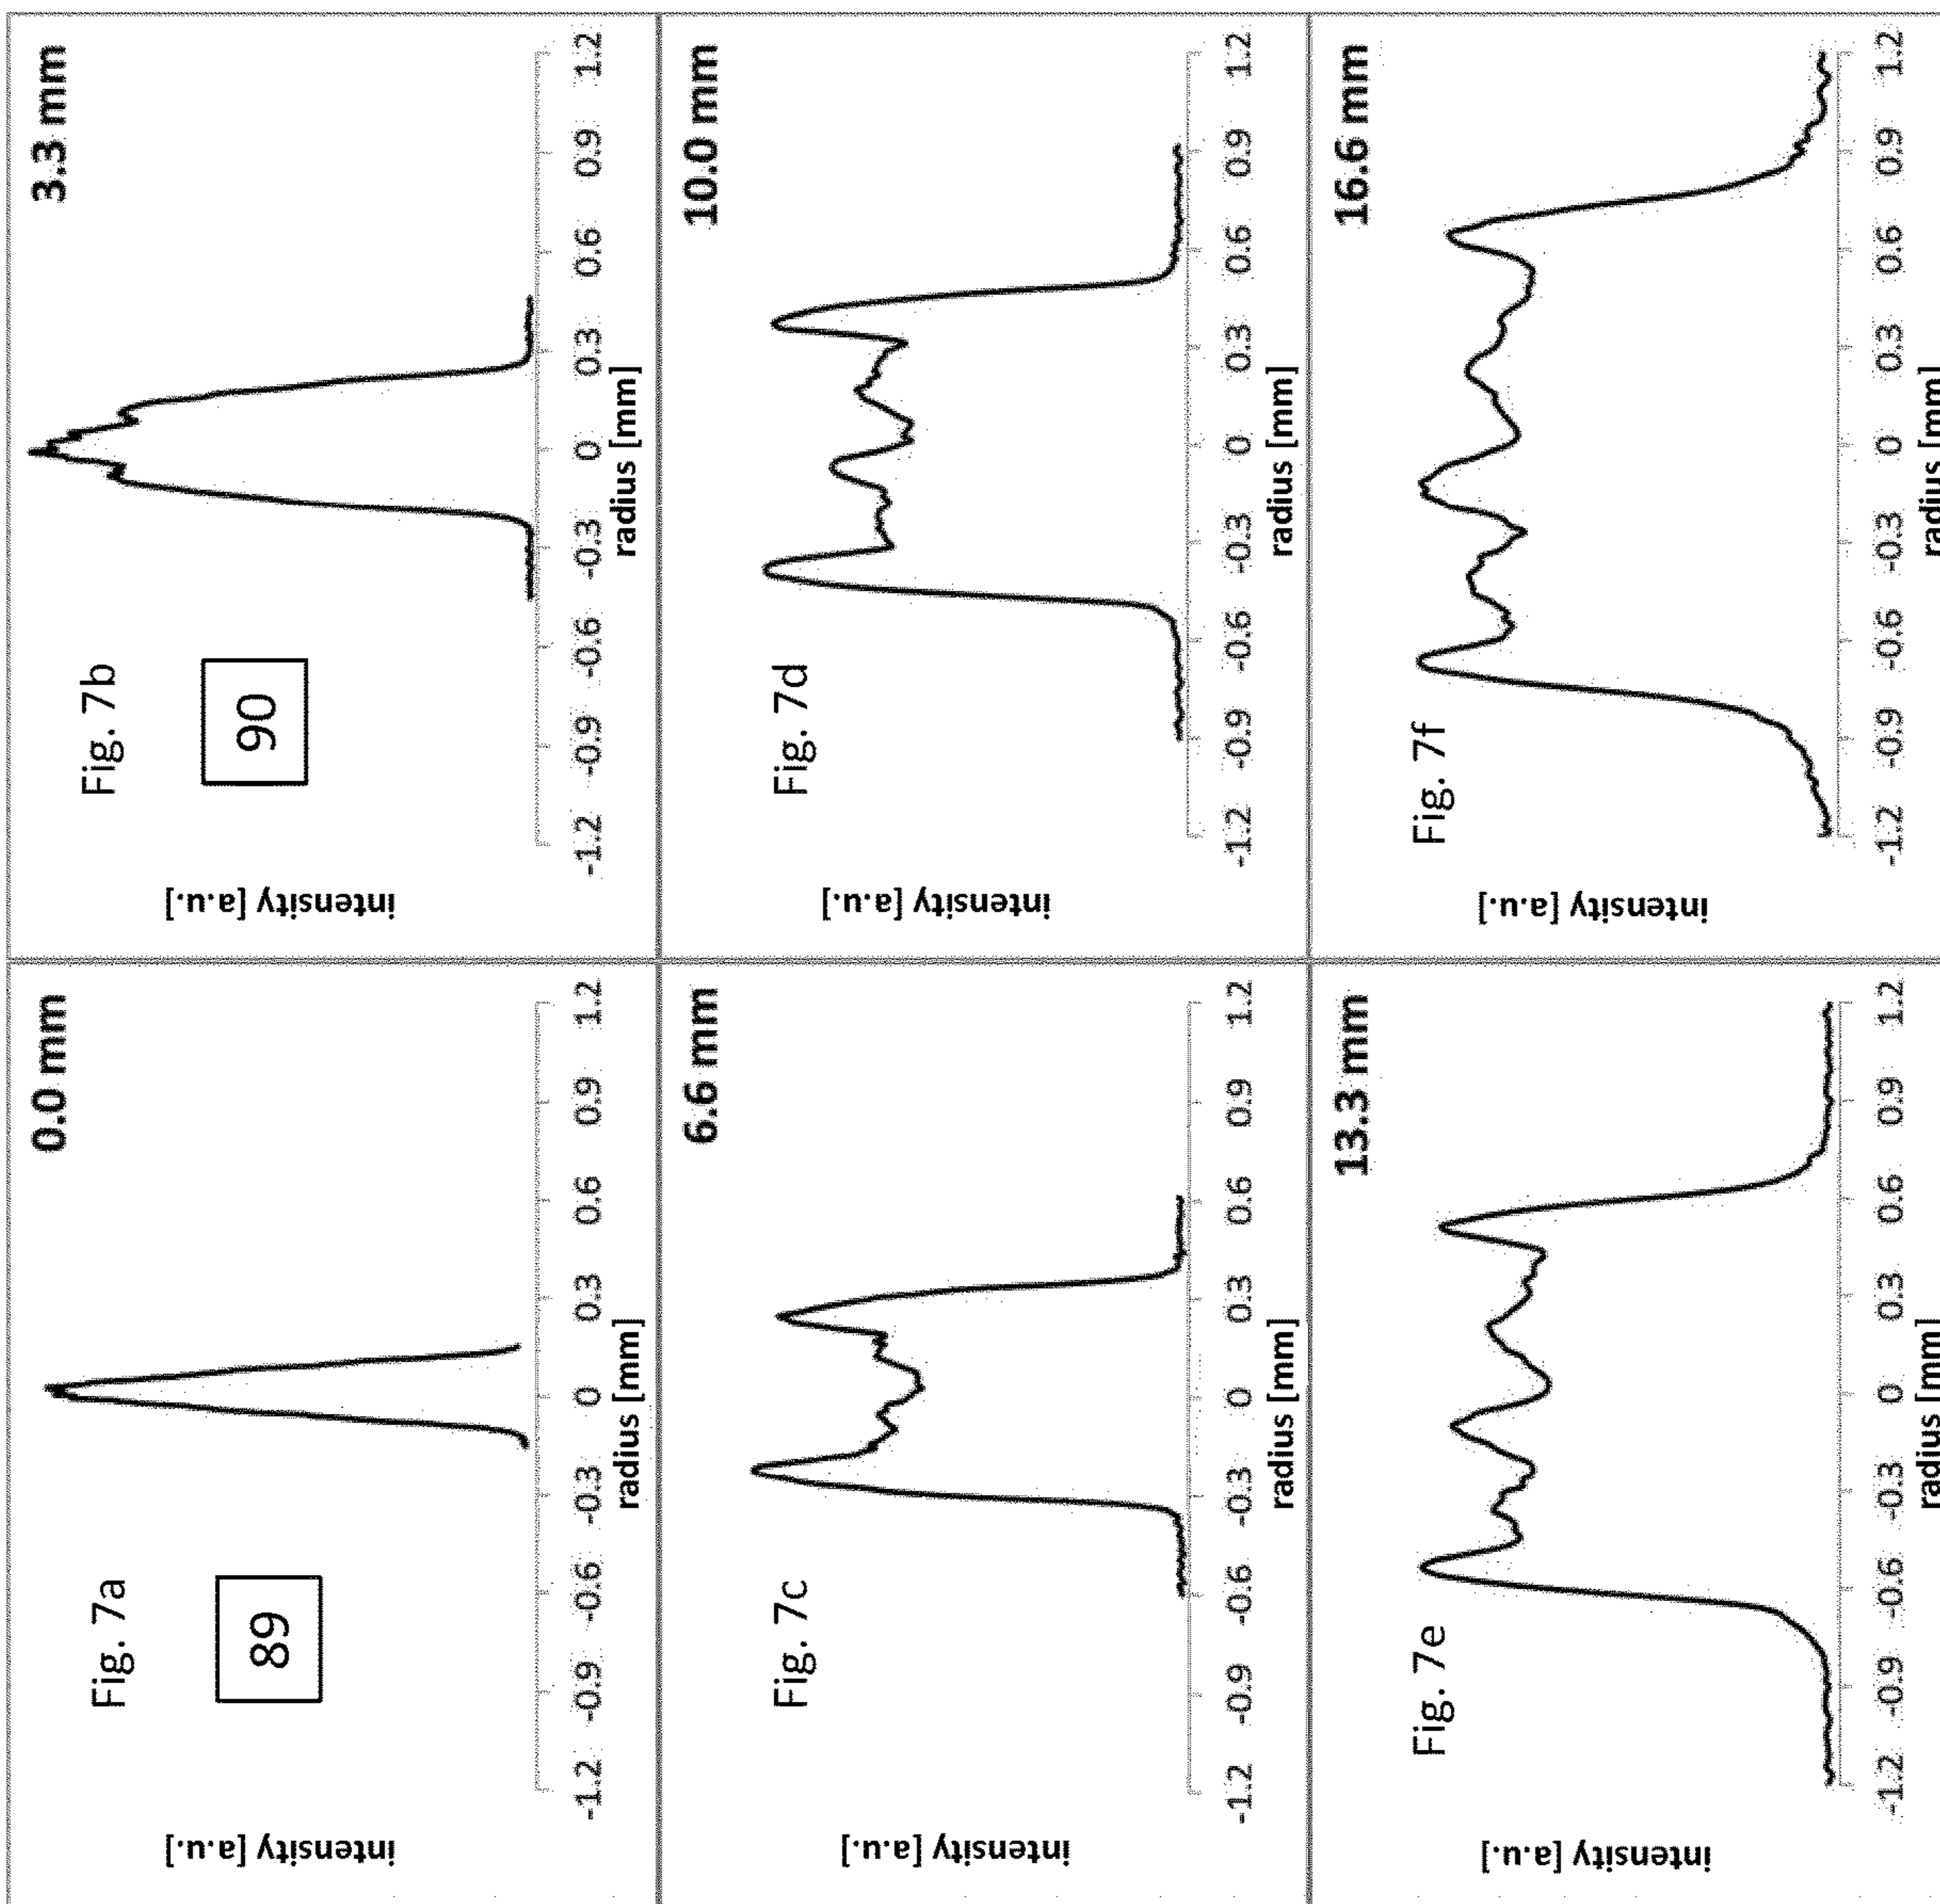 0.0 mm
Fig. 7a
89
intensity [a.u.]
-1.2 -0.9 -0.6 -0.3 0 0.3 0.6 0.9 1.2
radius [mm]
3.3 mm
Fig. 7b
90
intensity [a.u.]
-1.2 -0.9 -0.6 -0.3 0 0.3 0.6 0.9 1.2
radius [mm]
6.6 mm
Fig. 7c
intensity [a.u.]
-1.2 -0.9 -0.6 -0.3 0 0.3 0.6 0.9 1.2
radius [mm]
10.0 mm
Fig. 7d
intensity [a.u.]
-1.2 -0.9 -0.6 -0.3 0 0.3 0.6 0.9 1.2
radius [mm]
13.3 mm
Fig. 7e
intensity [a.u.]
-1.2 -0.9 -0.6 -0.3 0 0.3 0.6 0.9 1.2
radius [mm]
16.6 mm
Fig. 7f
intensity [a.u.]
-1.2 -0.9 -0.6 -0.3 0 0.3 0.6 0.9 1.2
radius [mm]